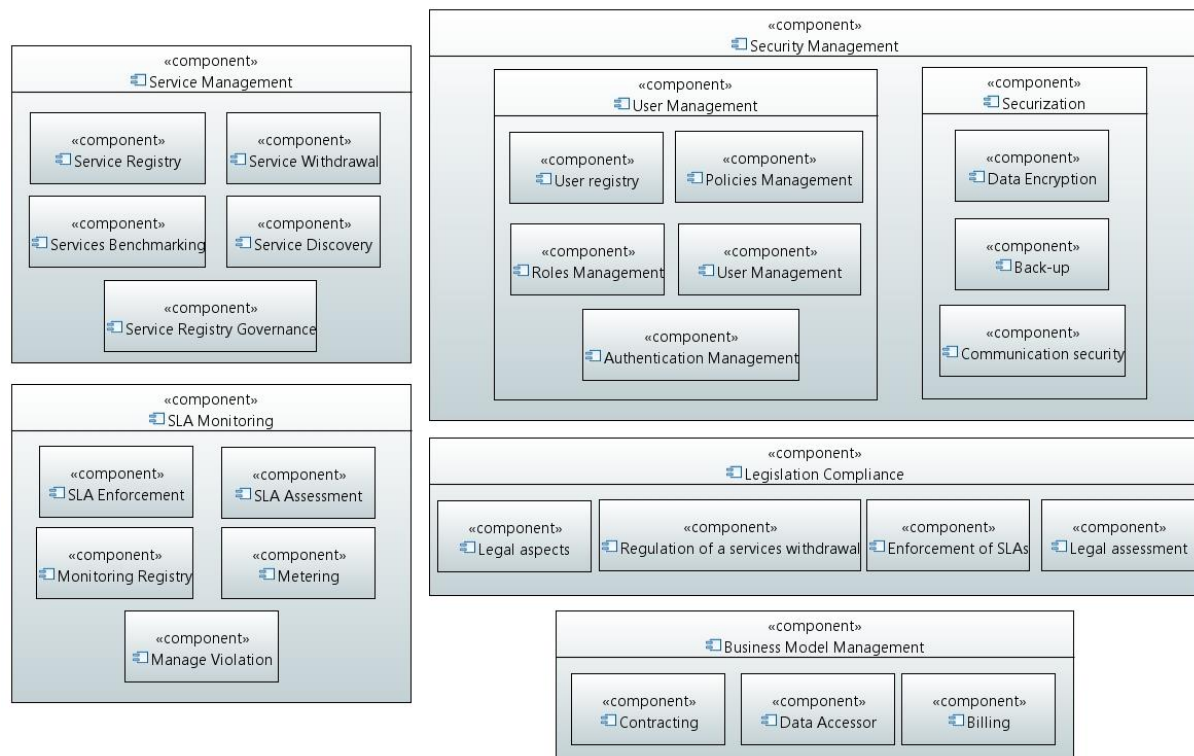 «component»
Service Management
«component»
Service Registry
«component»
Service Withdrawal
«component»
Services Benchmarking
«component»
Service Discovery
«component»
Service Registry Governance
«component»
SLA Monitoring
«component»
SLA Enforcement
«component»
SLA Assessment
«component»
Monitoring Registry
«component»
Metering
«component»
Manage Violation
«component»
Security Management
«component»
User Management
«component»
User registry
«component»
Policies Management
«component»
Roles Management
«component»
User Management
«component»
Authentication Management
«component»
Securization
«component»
Data Encryption
«component»
Back-up
«component»
Communication security
«component»
Legislation Compliance
«component»
Legal aspects
«component»
Regulation of a services withdrawal
«component»
Enforcement of SLAs
«component»
Legal assessment
«component»
Business Model Management
«component»
Contracting
«component»
Data Accessor
«component»
Billing